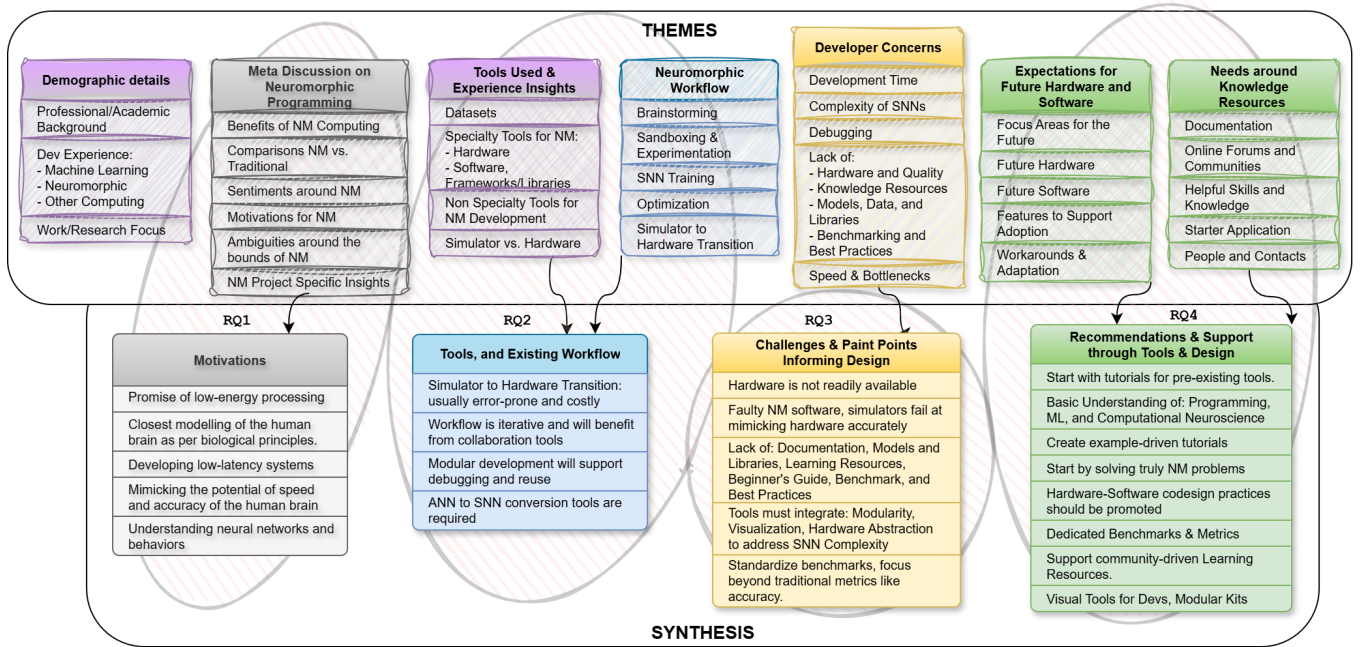 THEMES
Demographic details
Professional/Academic
Background
Dev Experience:
- Machine Learning
- Neuromorphic
- Other Computing
Work/Research Focus
Meta Discussion on
Neuromorphic
Programming
Benefits of NM Computing
Comparisons NM vs.
Traditional
Sentiments around NM
Motivations for NM
Ambiguities around the
bounds of NM
NM Project Specific Insights
Tools Used &
Experience Insights
Datasets
Specialty Tools for NM:
- Hardware
- Software,
Frameworks/Libraries
Non Specialty Tools for
NM Development
Simulator vs. Hardware
Neuromorphic
Workflow
Brainstorming
Sandboxing &
Experimentation
SNN Training
Optimization
Simulator to
Hardware Transition
Developer Concerns
Development Time
Complexity of SNNs
Debugging
Lack of:
- Hardware and Quality
- Knowledge Resources
- Models, Data, and
Libraries
- Benchmarking and
Best Practices
Speed & Bottlenecks
Expectations for
Future Hardware and
Software
Focus Areas for the
Future
Future Hardware
Future Software
Features to Support
Adoption
Workarounds &
Adaptation
Needs around
Knowledge
Resources
Documentation
Online Forums and
Communities
Helpful Skills and
Knowledge
Starter Application
People and Contacts
RQ1
Motivations
Promise of low-energy processing
Closest modelling of the human
brain as per biological principles.
Developing low-latency systems
Mimicking the potential of speed
and accuracy of the human brain
Understanding neural networks and
behaviors
RQ2
Tools, and Existing Workflow
Simulator to Hardware Transition:
usually error-prone and costly
Workflow is iterative and will benefit
from collaboration tools
Modular development will support
debugging and reuse
ANN to SNN conversion tools are
required
RQ3
Challenges & Paint Points
Informing Design
Hardware is not readily available
Faulty NM software, simulators fail at
mimicking hardware accurately
Lack of: Documentation, Models and
Libraries, Learning Resources,
Beginner's Guide, Benchmark, and
Best Practices
Tools must integrate: Modularity,
Visualization, Hardware Abstraction
to address SNN Complexity
Standardize benchmarks, focus
beyond traditional metrics like
accuracy.
RQ4
Recommendations & Support
through Tools & Design
Start with tutorials for pre-existing tools.
Basic Understanding of: Programming,
ML, and Computational Neuroscience
Create example-driven tutorials
Start by solving truly NM problems
Hardware-Software codesign practices
should be promoted
Dedicated Benchmarks & Metrics
Support community-driven Learning
Resources.
Visual Tools for Devs, Modular Kits
SYNTHESIS